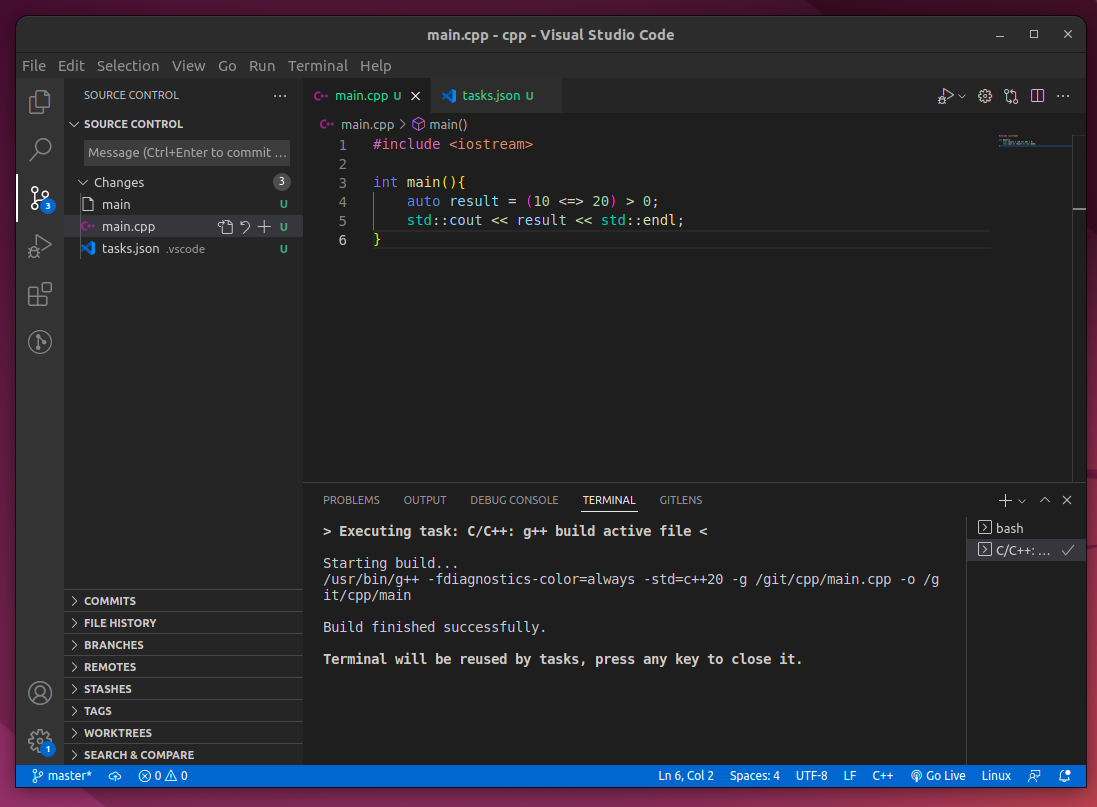 main.cpp - cpp - Visual Studio Code
File Edit Selection View Go Run Terminal Help
SOURCE CONTROL
SOURCE CONTROL
Message (Ctrl+Enter to commit ...
Changes 3
main U
main.cpp U
tasks.json .vscode U
3
COMMITS
FILE HISTORY
BRANCHES
REMOTES
STASHES
TAGS
WORKTREES
SEARCH & COMPARE
1
main.cpp U tasks.json U
main.cpp > main()
1 #include <iostream>
2
3 int main(){
4 auto result = (10 <=> 20) > 0;
5 std::cout << result << std::endl;
6 }
PROBLEMS OUTPUT DEBUG CONSOLE TERMINAL GITLENS
> Executing task: C/C++: g++ build active file <
Starting build...
/usr/bin/g++ -fdiagnostics-color=always -std=c++20 -g /git/cpp/main.cpp -o /g
it/cpp/main
Build finished successfully.
Terminal will be reused by tasks, press any key to close it.
bash
C/C++: ...
master* 0 0 Ln 6, Col 2 Spaces: 4 UTF-8 LF C++ Go Live Linux